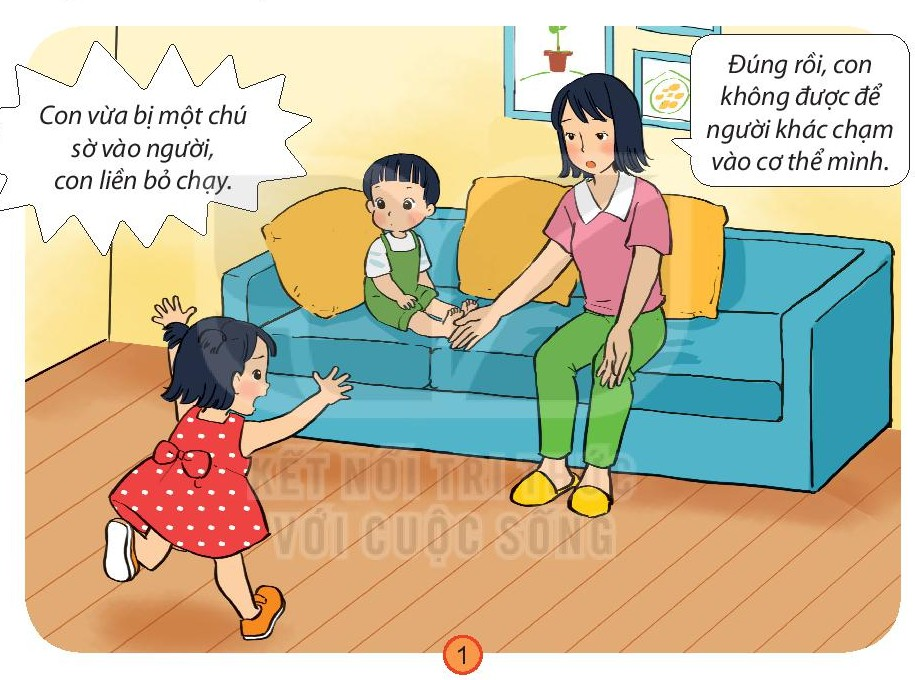 Con vừa bị một chú
sờ vào người,
con liền bỏ chạy.
Đúng rồi, con
không được để
người khác chạm
vào cơ thể mình.
KẾT NỐI TRI THỨC
VỚI CUỘC SỐNG
1